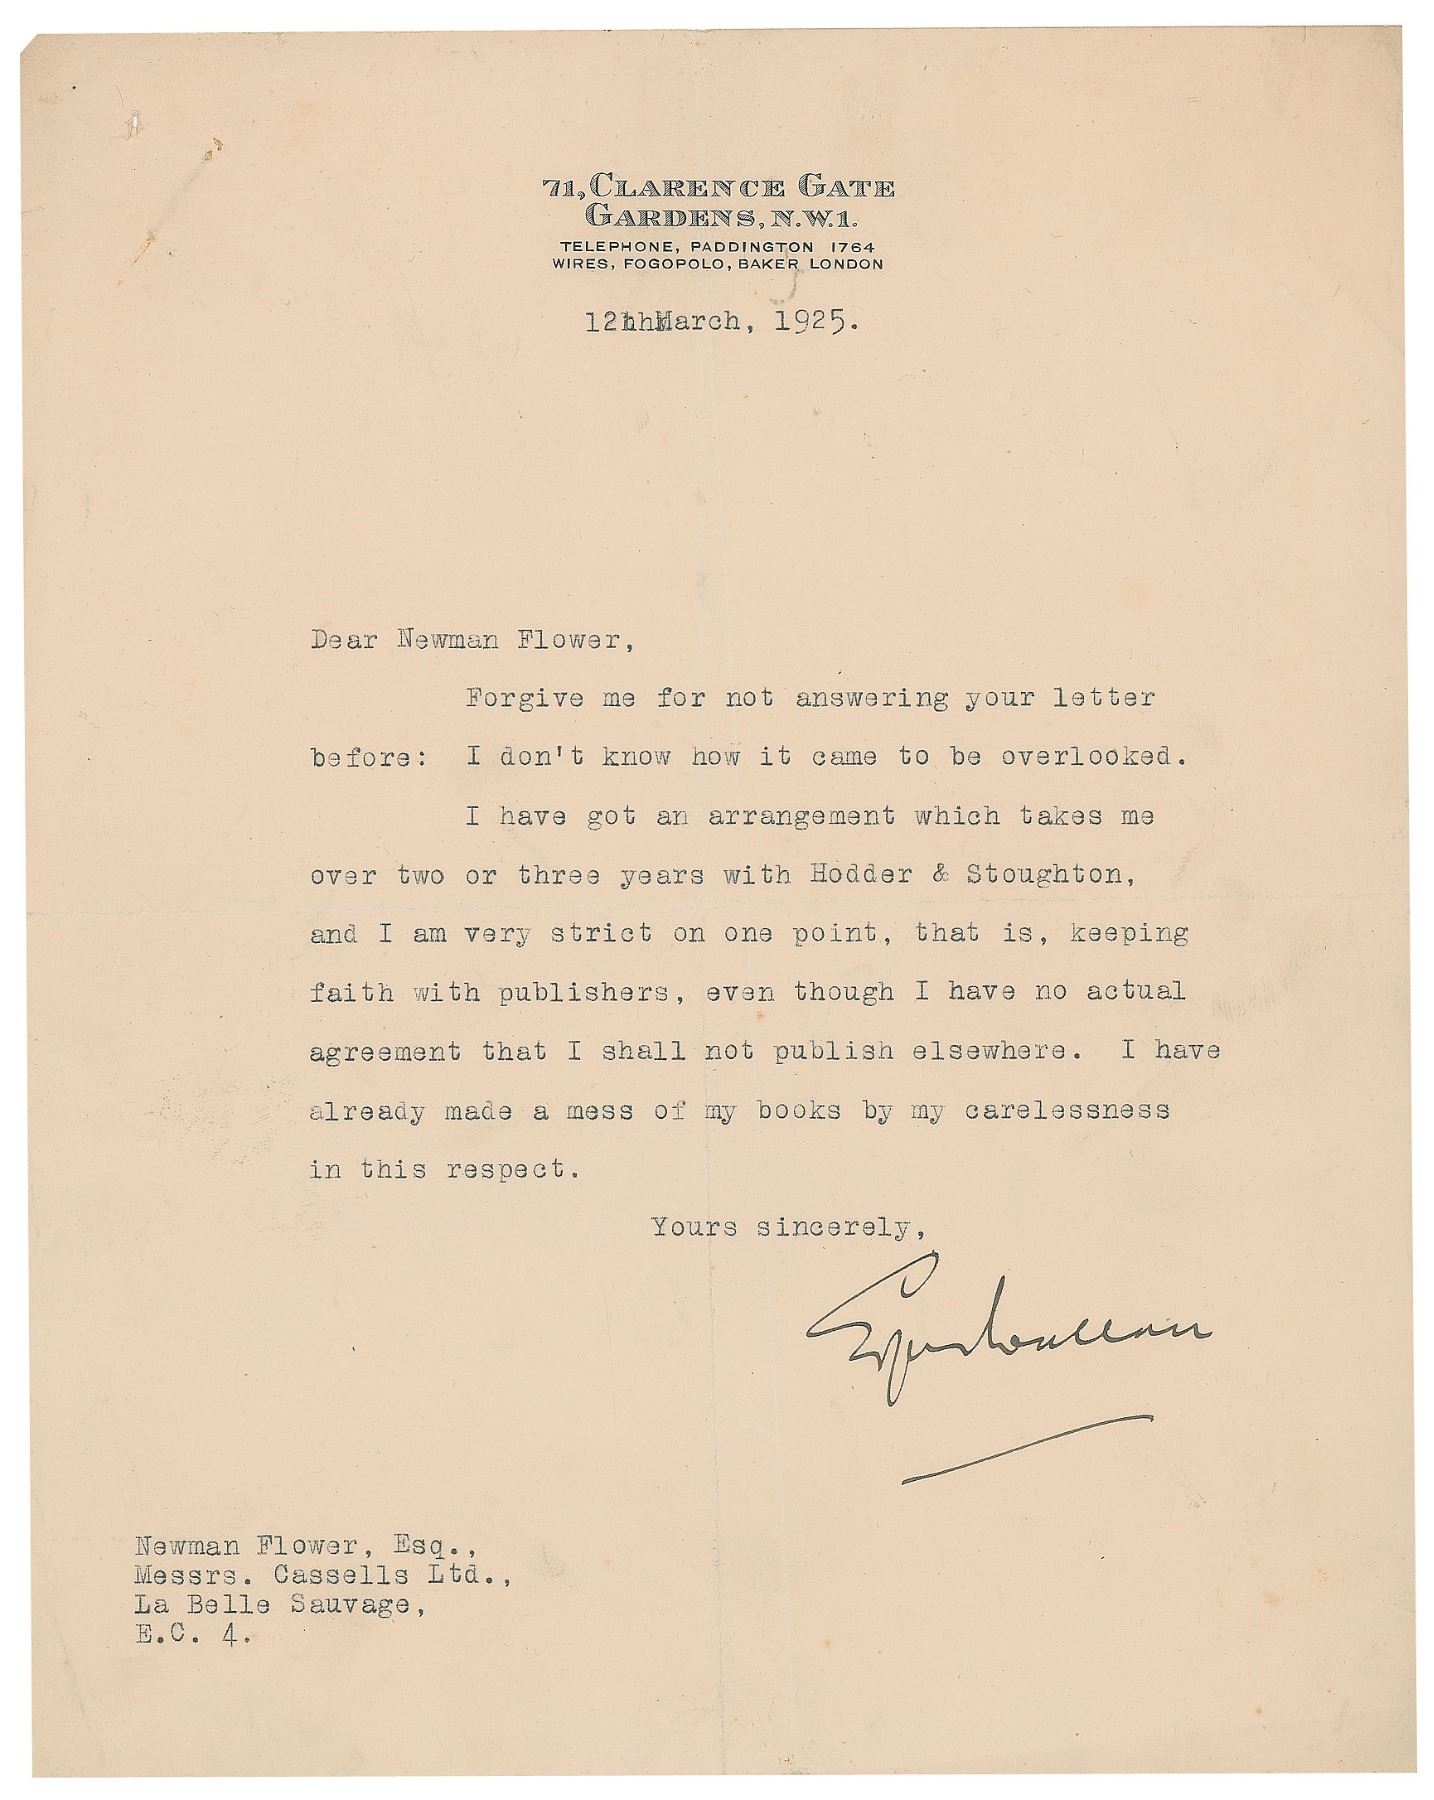 71, CLARENCE GATE
GARDENS, N.W.1.
TELEPHONE, PADDINGTON 1764
WIRES, FOGOPOLO, BAKER LONDON
12th March, 1925.
Dear Newman Flower,
Forgive me for not answering your letter
before: I don't know how it came to be overlooked.
I have got an arrangement which takes me
over two or three years with Hodder & Stoughton,
and I am very strict on one point, that is, keeping
faith with publishers, even though I have no actual
agreement that I shall not publish elsewhere. I have
already made a mess of my books by my carelessness
in this respect.
Yours sincerely,
Edgar Wallace
Newman Flower, Esq.,
Messrs. Cassells Ltd.,
La Belle Sauvage,
E.C. 4.